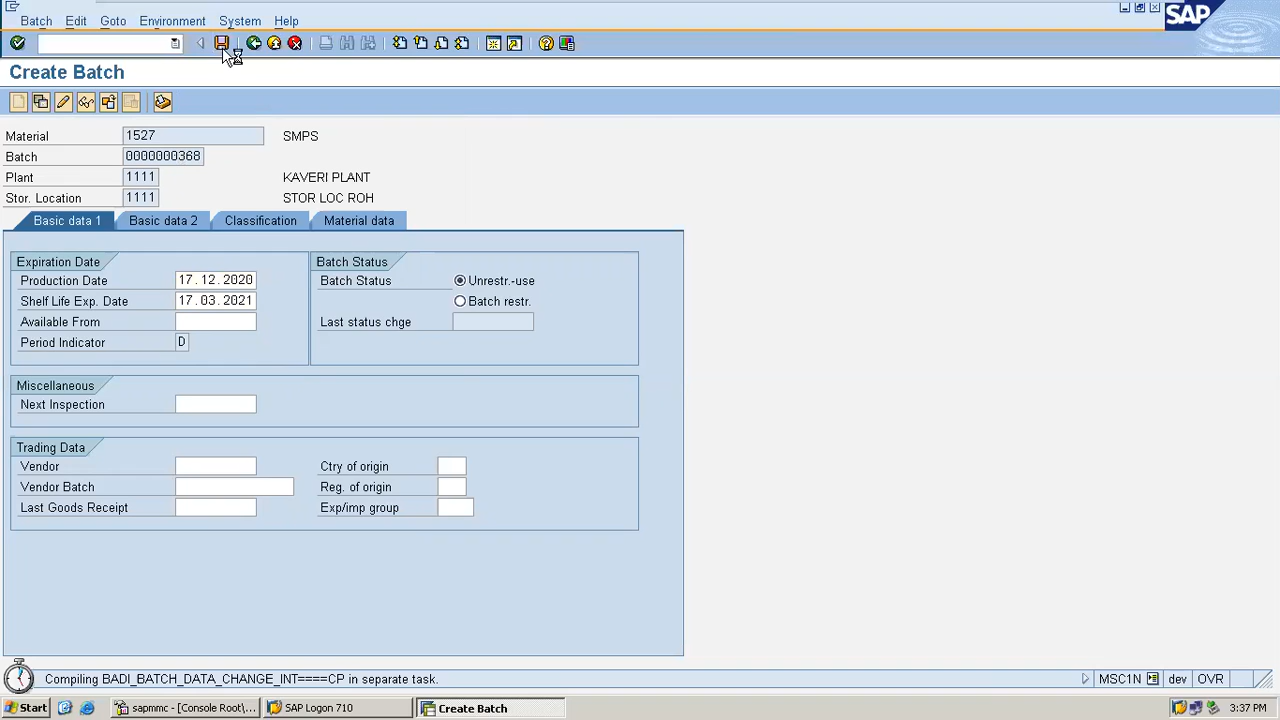 Batch Edit Goto Environment System Help
SAP
Create Batch
Material 1527 SMPS
Batch 0000000368
Plant 1111 KAVERI PLANT
Stor. Location 1111 STOR LOC ROH
Basic data 1 Basic data 2 Classification Material data
Expiration Date Batch Status
Production Date 17.12.2020 Batch Status Unrestr.-use
Shelf Life Exp. Date 17.03.2021 Batch restr.
Available From Last status chge
Period Indicator D
Miscellaneous
Next Inspection
Trading Data
Vendor Ctry of origin
Vendor Batch Reg. of origin
Last Goods Receipt Exp/imp group
Compiling BADI_BATCH_DATA_CHANGE_INT====CP in separate task. MSC1N dev OVR
Start sapmmc - [Console Root\... SAP Logon 710 Create Batch 3:37 PM